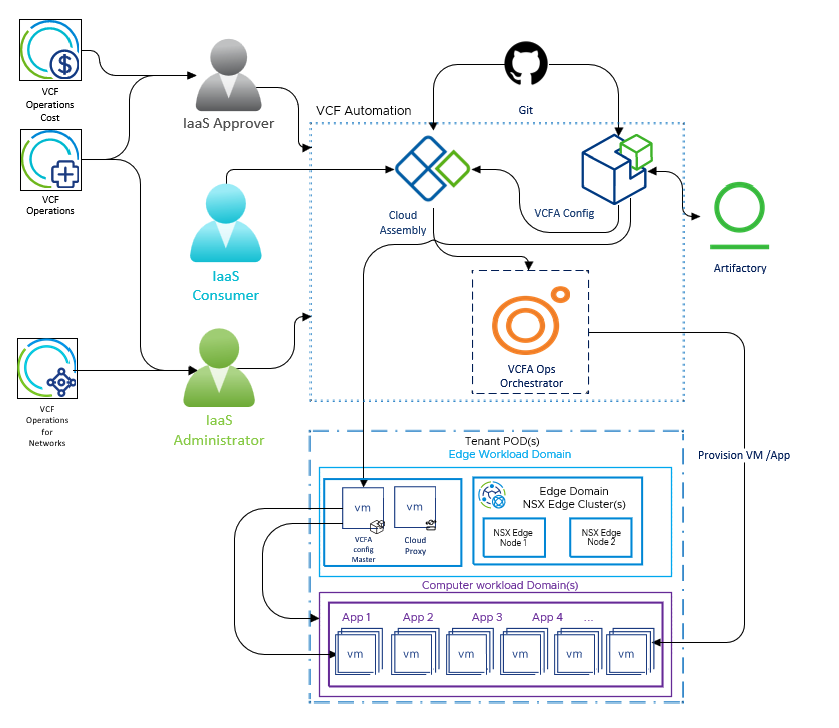 VCF
Operations
Cost
VCF
Operations
VCF
Operations
for
Networks
IaaS Approver
IaaS
Consumer
IaaS
Administrator
VCF Automation
Git
Cloud
Assembly
VCFA Config
Artifactory
VCFA Ops
Orchestrator
Provision VM /App
Tenant POD(s)
Edge Workload Domain
vm
VCFA
config
Master
vm
Cloud
Proxy
Edge Domain
NSX Edge Cluster(s)
NSX Edge
Node 1
NSX Edge
Node 2
Computer workload Domain(s)
App 1 App 2 App 3 App 4 ...
vm vm vm vm vm vm